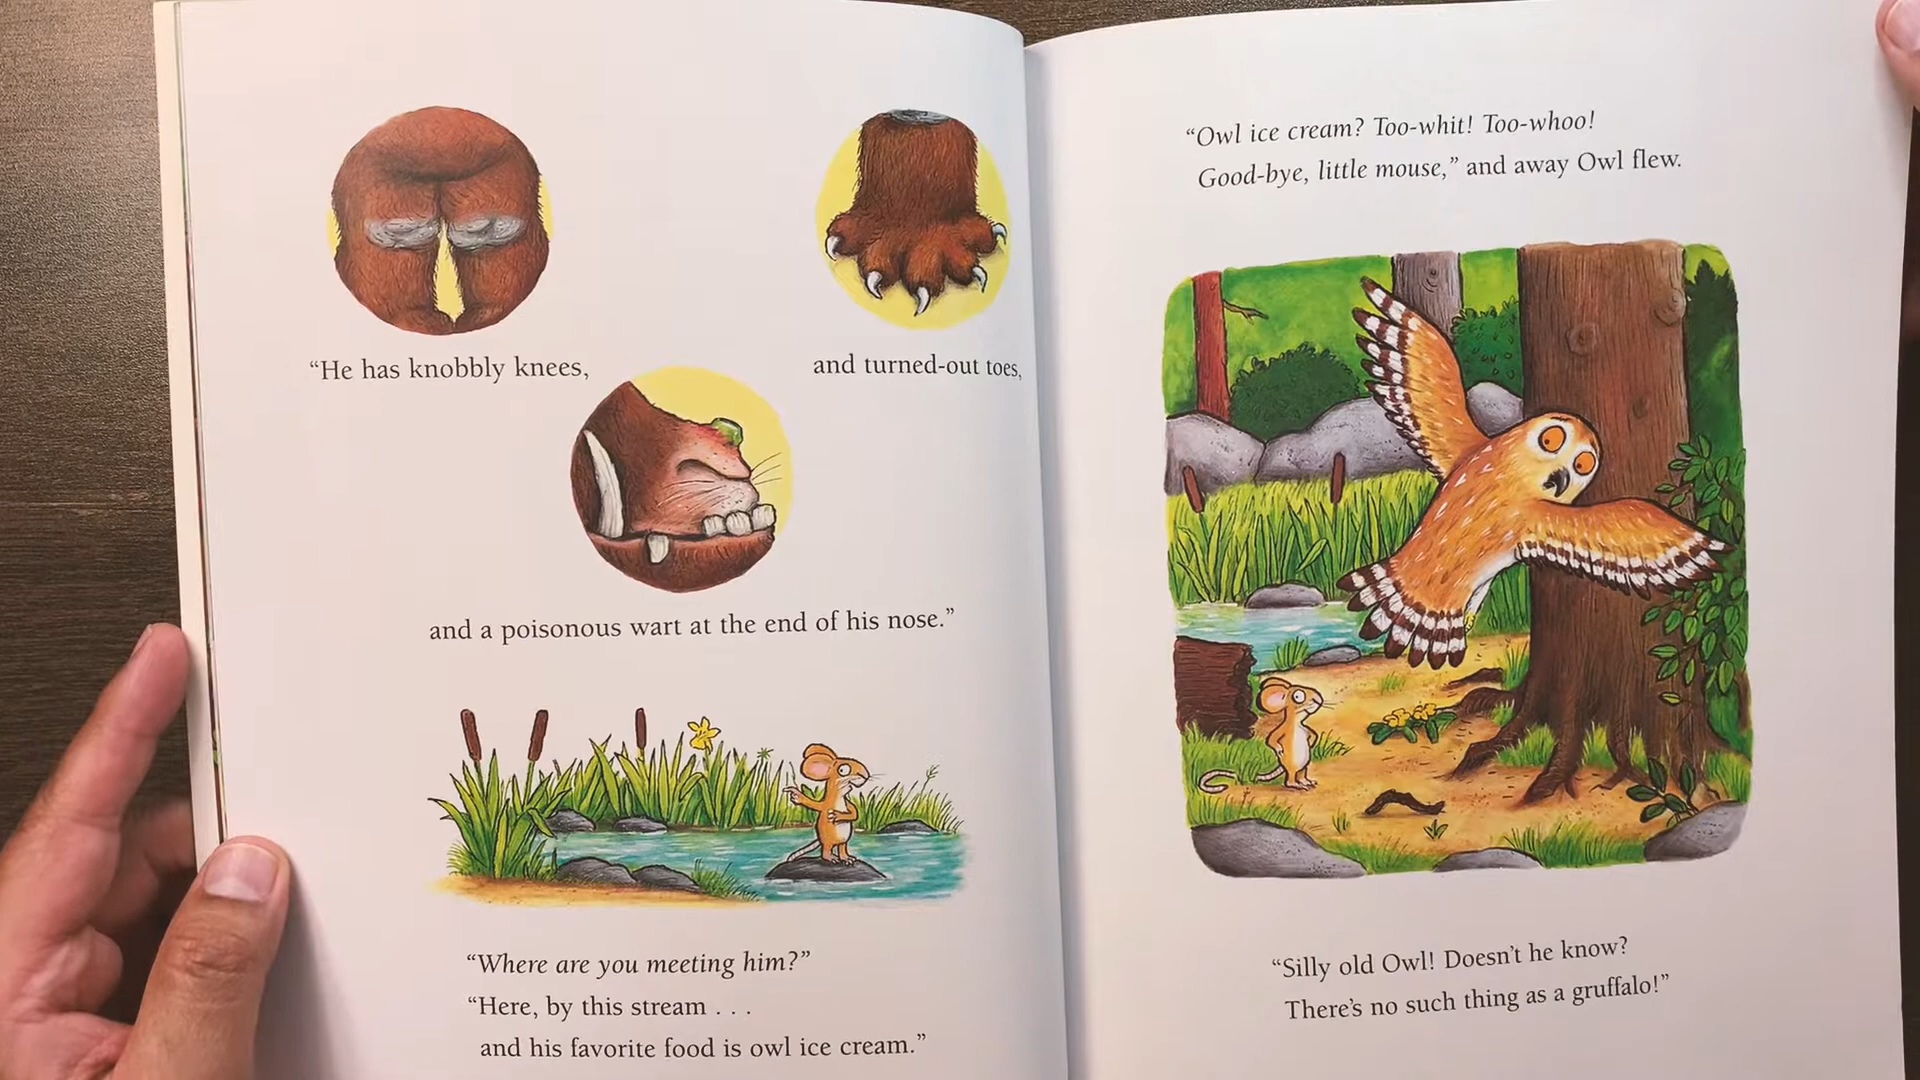 “He has knobbly knees,
and turned-out toes,
and a poisonous wart at the end of his nose.”
“Where are you meeting him?”
“Here, by this stream . . .
and his favorite food is owl ice cream.”
“Owl ice cream? Too-whit! Too-whoo!
Good-bye, little mouse,” and away Owl flew.
“Silly old Owl! Doesn’t he know?
There’s no such thing as a gruffalo!”